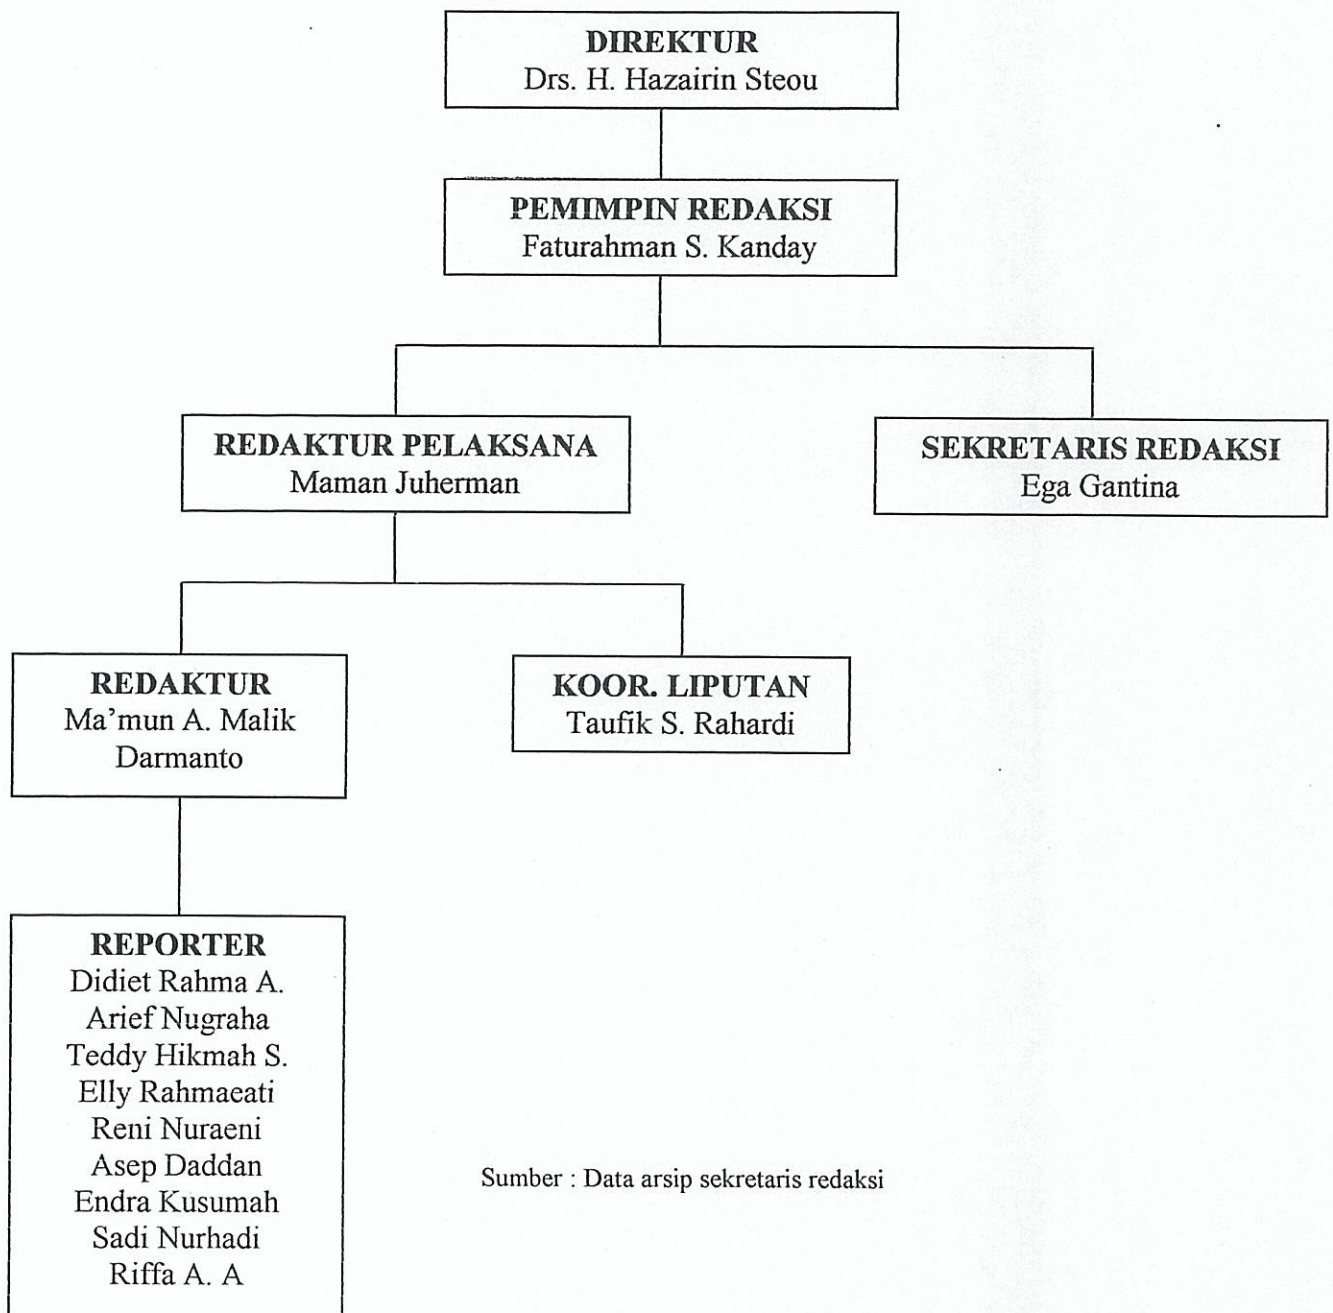 DIREKTUR
Drs. H. Hazairin Steou
PEMIMPIN REDAKSI
Faturahman S. Kanday
REDAKTUR PELAKSANA
Maman Juherman
SEKRETARIS REDAKSI
Ega Gantina
REDAKTUR
Ma'mun A. Malik
Darmanto
KOOR. LIPUTAN
Taufik S. Rahardi
REPORTER
Didiet Rahma A.
Arief Nugraha
Teddy Hikmah S.
Elly Rahmaeati
Reni Nuraeni
Asep Daddan
Endra Kusumah
Sadi Nurhadi
Riffa A. A
Sumber : Data arsip sekretaris redaksi